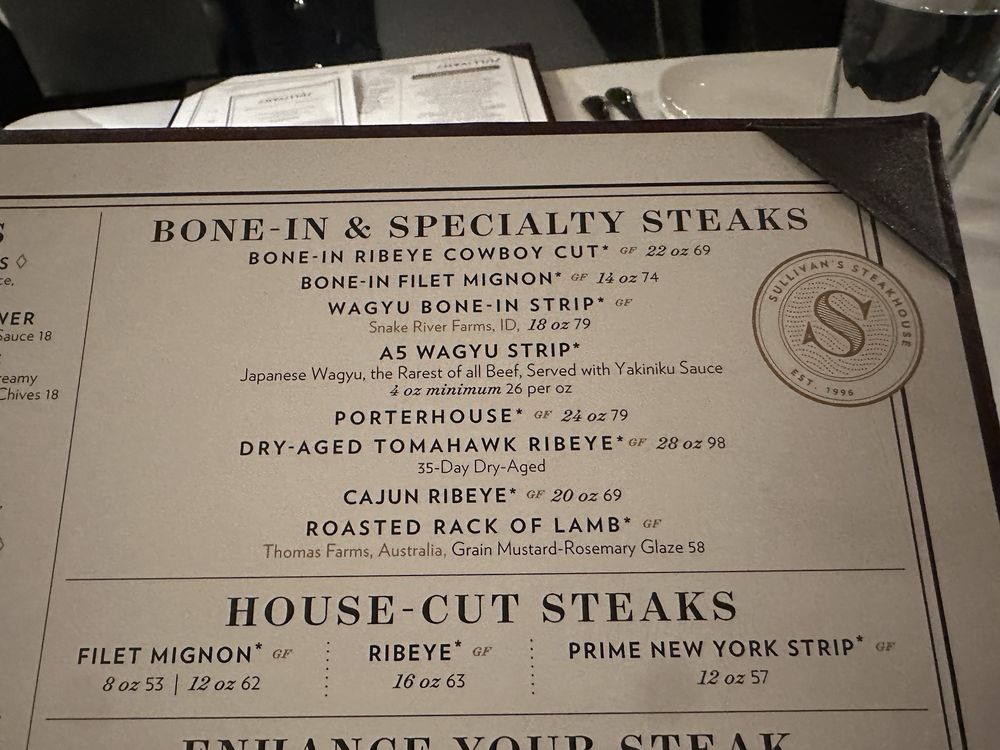 S
S ◊
ce,
VER
Sauce 18
reamy
Chives 18
BONE-IN & SPECIALTY STEAKS
BONE-IN RIBEYE COWBOY CUT* GF 22 oz 69
BONE-IN FILET MIGNON* GF 14 oz 74
WAGYU BONE-IN STRIP* GF
Snake River Farms, ID, 18 oz 79
A5 WAGYU STRIP*
Japanese Wagyu, the Rarest of all Beef, Served with Yakiniku Sauce
4 oz minimum 26 per oz
PORTERHOUSE* GF 24 oz 79
DRY-AGED TOMAHAWK RIBEYE* GF 28 oz 98
35-Day Dry-Aged
CAJUN RIBEYE* GF 20 oz 69
ROASTED RACK OF LAMB* GF
Thomas Farms, Australia, Grain Mustard-Rosemary Glaze 58
SULLIVAN'S STEAKHOUSE
S
EST. 1996
HOUSE-CUT STEAKS
FILET MIGNON* GF
8 oz 53 | 12 oz 62
RIBEYE* GF
16 oz 63
PRIME NEW YORK STRIP* GF
12 oz 57
ENHANCE YOUR STEAK